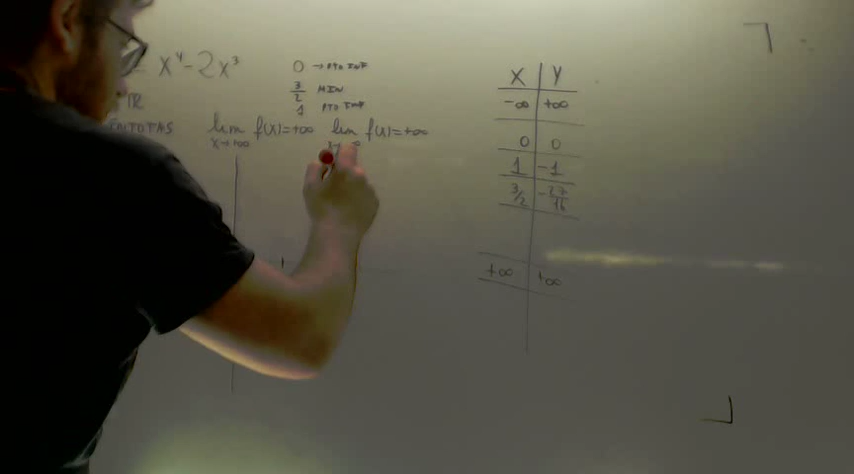 = x⁴-2x³
0 → PTO INF
3/2 MIN
1 PTO INF
IR
lim x→+∞ f(x)=+∞ lim f(x)=+∞
X Y
-∞ +∞
0 0
1 -1
3/2 -27/16
+∞ +∞